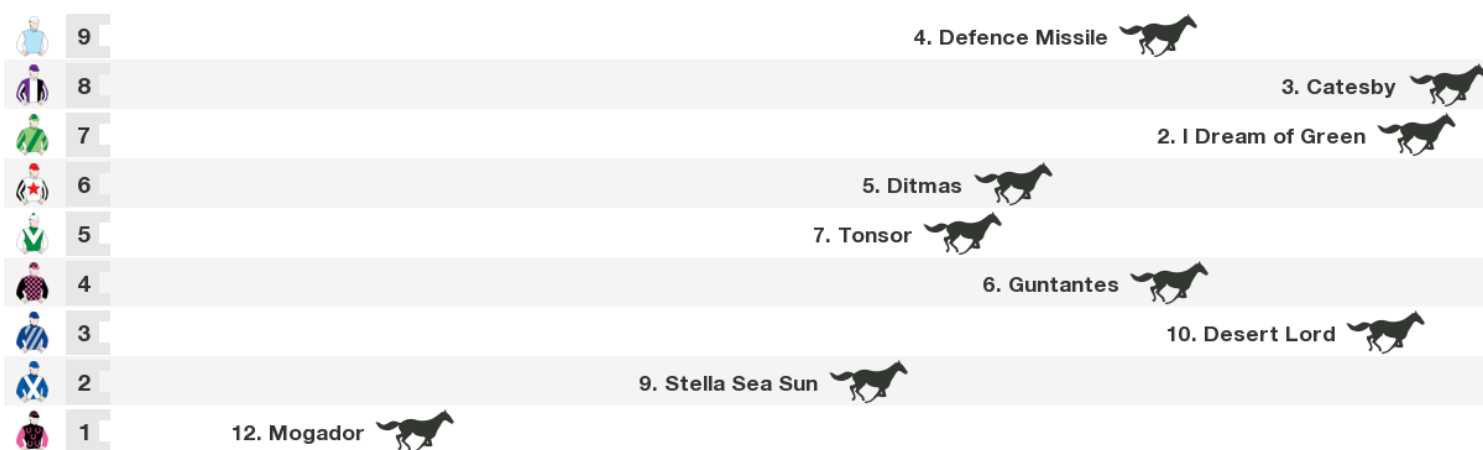 9 4. Defence Missile
8 3. Catesby
7 2. I Dream of Green
6 5. Ditmas
5 7. Tonsor
4 6. Guntantes
3 10. Desert Lord
2 9. Stella Sea Sun
1 12. Mogador